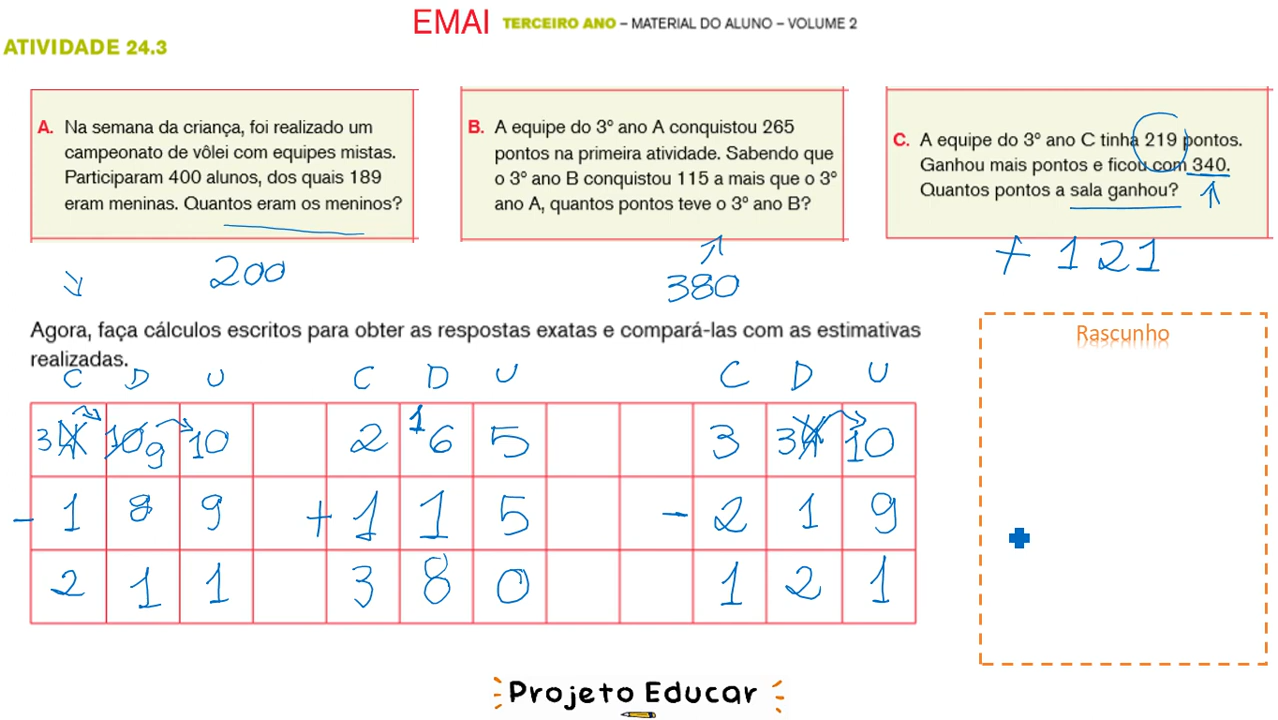 EMAI TERCEIRO ANO – MATERIAL DO ALUNO – VOLUME 2
ATIVIDADE 24.3
A. Na semana da criança, foi realizado um
campeonato de vôlei com equipes mistas.
Participaram 400 alunos, dos quais 189
eram meninas. Quantos eram os meninos?
B. A equipe do 3º ano A conquistou 265
pontos na primeira atividade. Sabendo que
o 3º ano B conquistou 115 a mais que o 3º
ano A, quantos pontos teve o 3º ano B?
C. A equipe do 3º ano C tinha 219 pontos.
Ganhou mais pontos e ficou com 340.
Quantos pontos a sala ganhou?
200
380
+ 121
Agora, faça cálculos escritos para obter as respostas exatas e compará-las com as estimativas
realizadas.
Rascunho
C D U C D U C D U
3 4 10 9 10 2 1 6 5 3 3 4 10
- 1 8 9 + 1 1 5 - 2 1 9
2 1 1 3 8 0 1 2 1
Projeto Educar